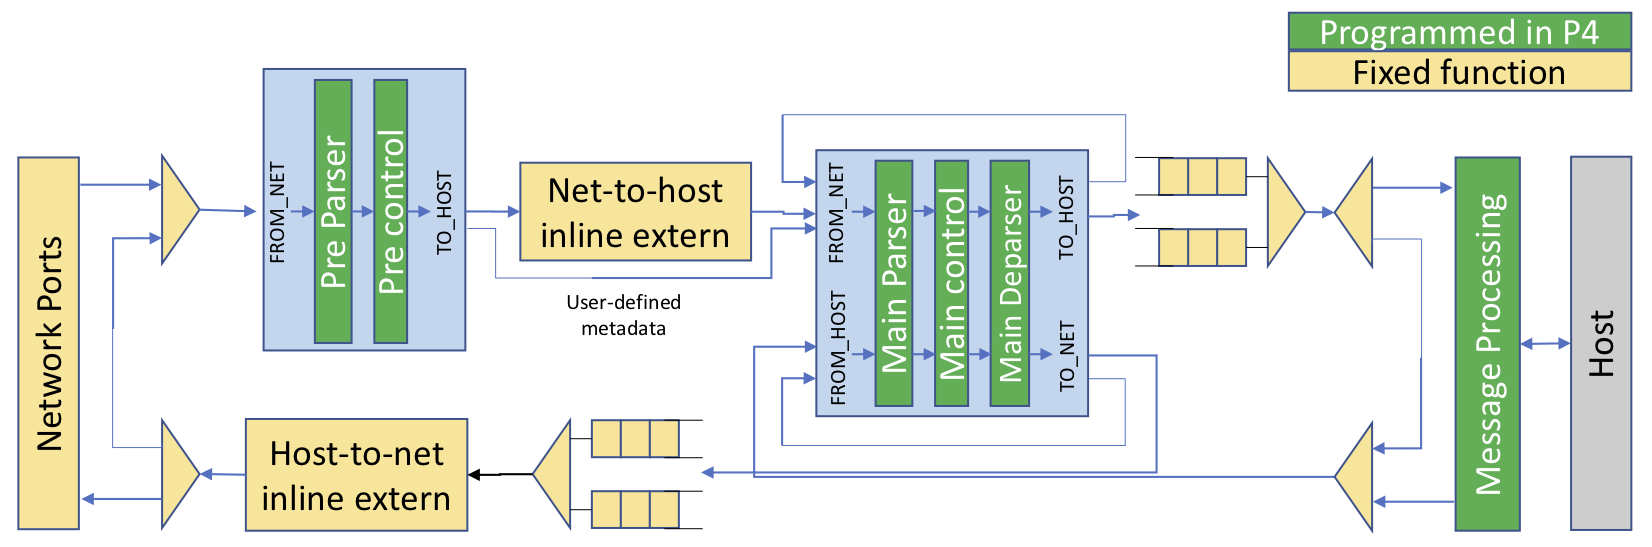 Programmed in P4
Fixed function
Network Ports
FROM_NET
Pre Parser
Pre control
TO_HOST
Net-to-host
inline extern
User-defined
metadata
FROM_NET
FROM_HOST
Main Parser
Main control
Main Deparser
TO_HOST
TO_NET
Message Processing
Host
Host-to-net
inline extern